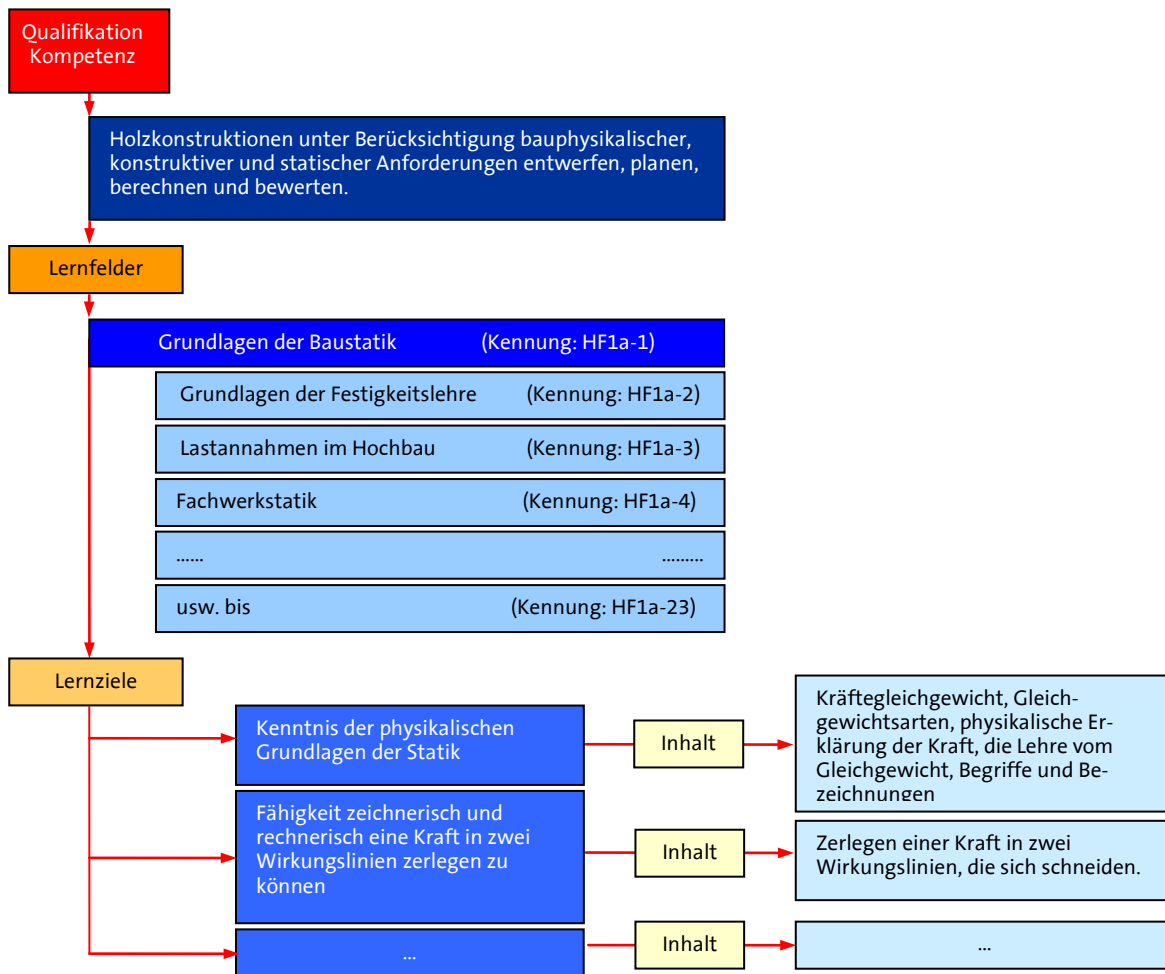 Qualifikation
Kompetenz
Holzkonstruktionen unter Berücksichtigung bauphysikalischer,
konstruktiver und statischer Anforderungen entwerfen, planen,
berechnen und bewerten.
Lernfelder
Grundlagen der Baustatik (Kennung: HF1a-1)
Grundlagen der Festigkeitslehre (Kennung: HF1a-2)
Lastannahmen im Hochbau (Kennung: HF1a-3)
Fachwerkstatik (Kennung: HF1a-4)
...... .........
usw. bis (Kennung: HF1a-23)
Lernziele
Kenntnis der physikalischen
Grundlagen der Statik
Inhalt
Kräftegleichgewicht, Gleich-
gewichtsarten, physikalische Er-
klärung der Kraft, die Lehre vom
Gleichgewicht, Begriffe und Be-
zeichnungen
Fähigkeit zeichnerisch und
rechnerisch eine Kraft in zwei
Wirkungslinien zerlegen zu
können
Inhalt
Zerlegen einer Kraft in zwei
Wirkungslinien, die sich schneiden.
...
Inhalt
...